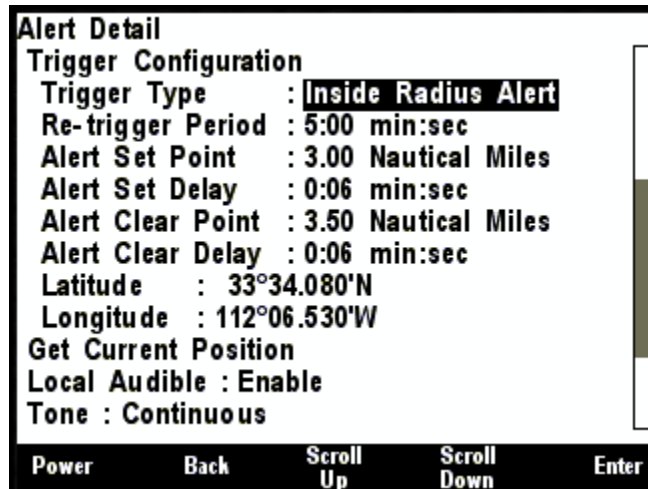 Alert Detail
Trigger Configuration
Trigger Type : Inside Radius Alert
Re-trigger Period : 5:00 min:sec
Alert Set Point : 3.00 Nautical Miles
Alert Set Delay : 0:06 min:sec
Alert Clear Point : 3.50 Nautical Miles
Alert Clear Delay : 0:06 min:sec
Latitude : 33°34.080'N
Longitude : 112°06.530'W
Get Current Position
Local Audible : Enable
Tone : Continuous
Power Back Scroll Up Scroll Down Enter